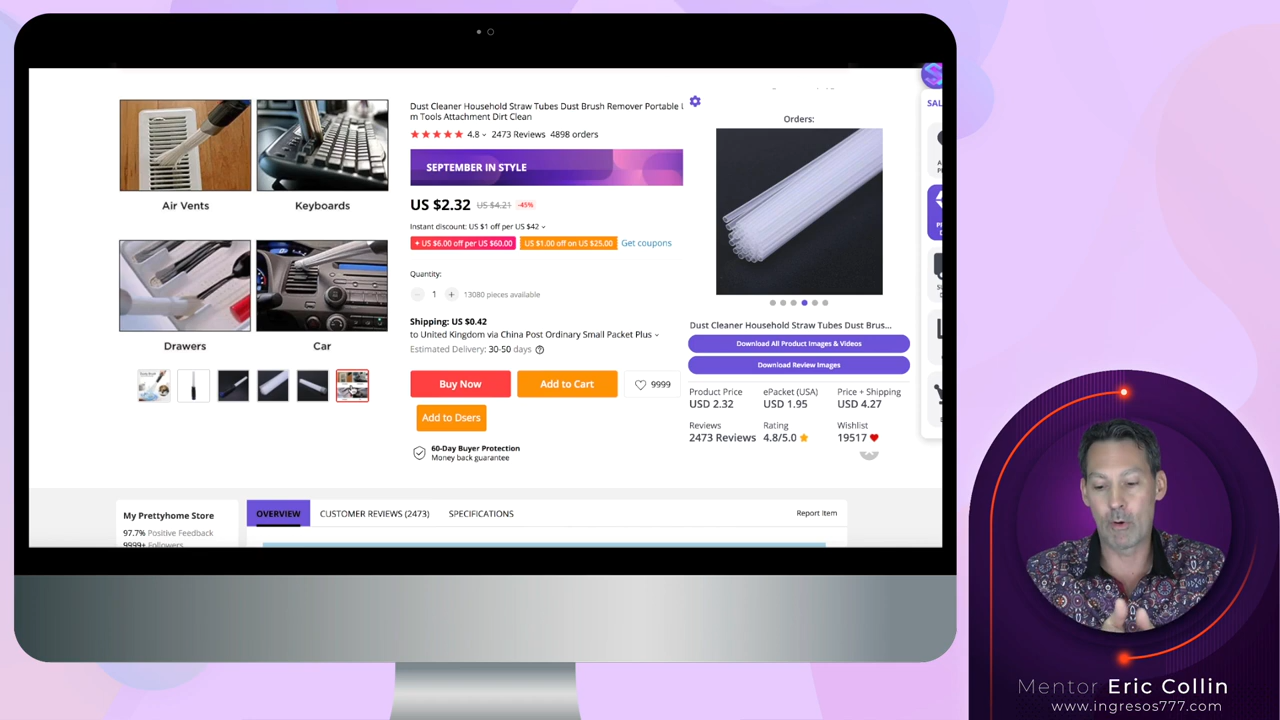 Air Vents
Keyboards
Drawers
Car
Dust Cleaner Household Straw Tubes Dust Brush Remover Portable
m Tools Attachment Dirt Clean
4.8 2473 Reviews 4898 orders
SEPTEMBER IN STYLE
US $2.32 US $4.21 -45%
Instant discount: US $1 off per US $42
+ US $6.00 off per US $60.00 US $1.00 off on US $25.00 Get coupons
Quantity:
− 1 + 13080 pieces available
Shipping: US $0.42
to United Kingdom via China Post Ordinary Small Packet Plus
Estimated Delivery: 30-50 days
Buy Now Add to Cart 9999
Add to Dsers
60-Day Buyer Protection
Money back guarantee
My Prettyhome Store
97.7% Positive Feedback
9999+ Followers
OVERVIEW CUSTOMER REVIEWS (2473) SPECIFICATIONS Report Item
Orders:
Dust Cleaner Household Straw Tubes Dust Brus...
Download All Product Images & Videos
Download Review Images
Product Price ePacket (USA) Price + Shipping
USD 2.32 USD 1.95 USD 4.27
Reviews Rating Wishlist
2473 Reviews 4.8/5.0 19517
SAL
Mentor Eric Collin
www.ingresos777.com